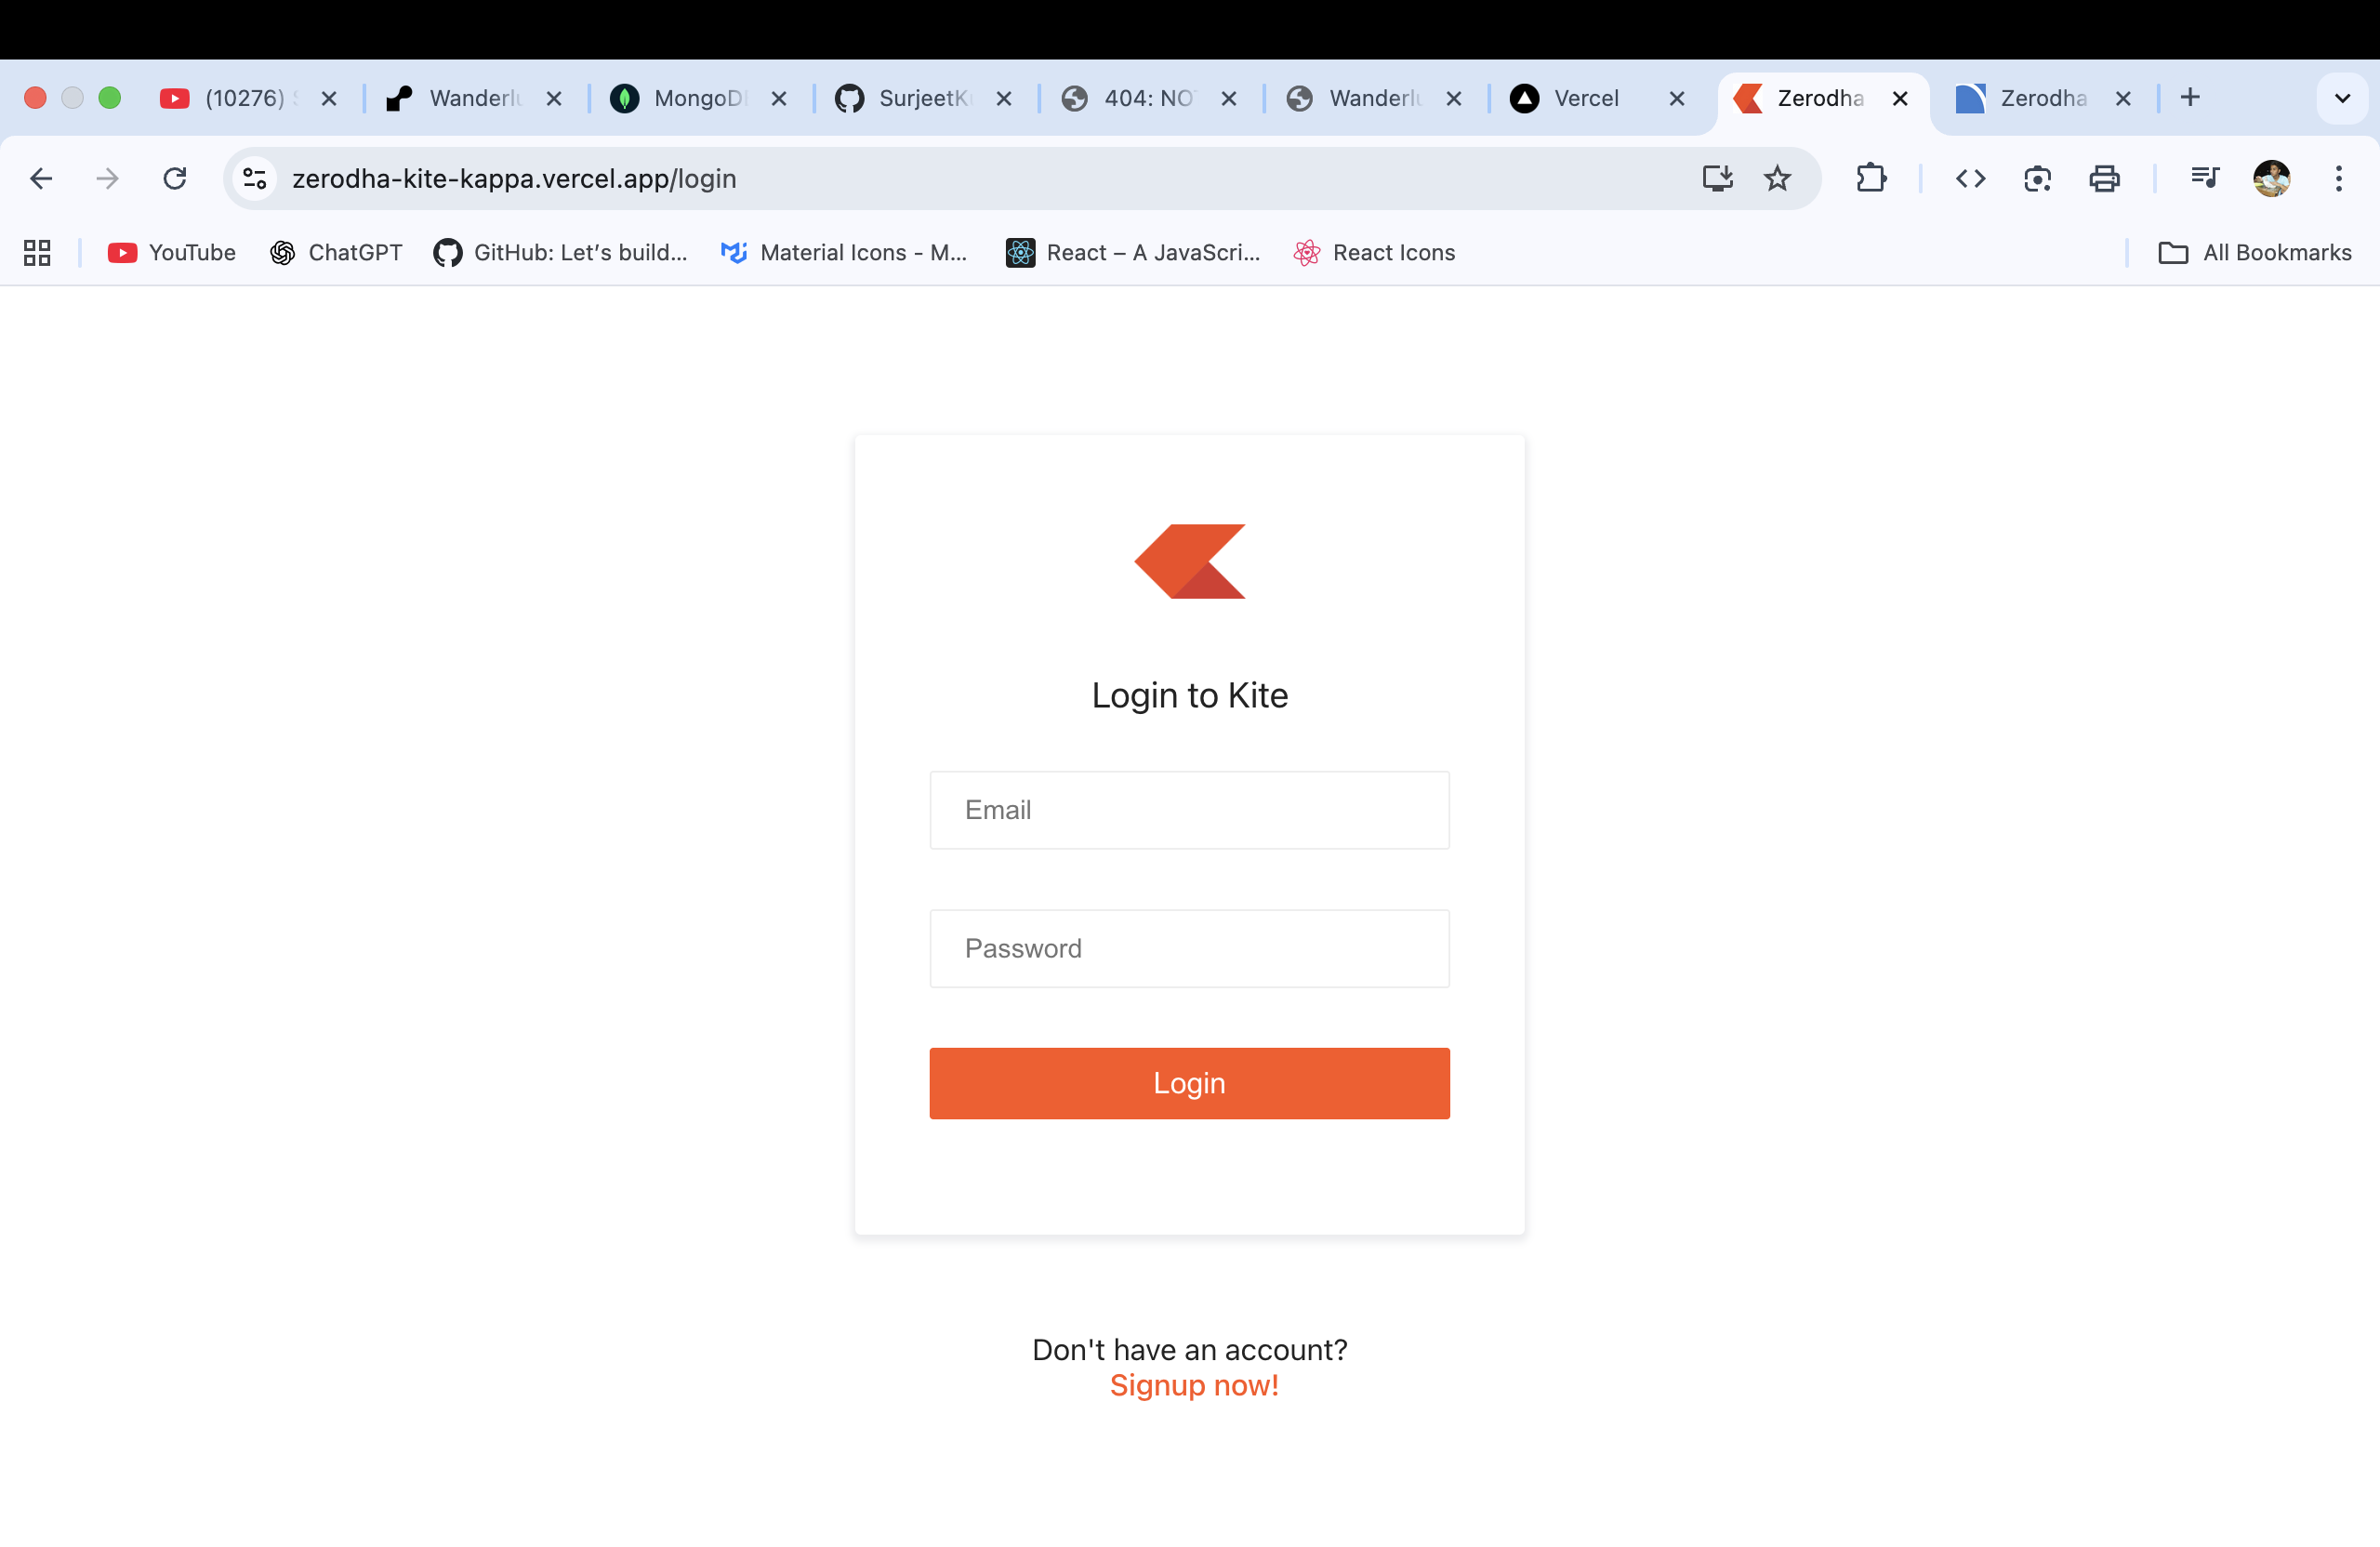 (10276)
Wanderlu
MongoD
SurjeetK
404: NO
Wanderlu
Vercel
Zerodha
Zerodha
zerodha-kite-kappa.vercel.app/login
YouTube
ChatGPT
GitHub: Let’s build...
Material Icons - M...
React – A JavaScri...
React Icons
All Bookmarks
Login to Kite
Email
Password
Login
Don't have an account?
Signup now!